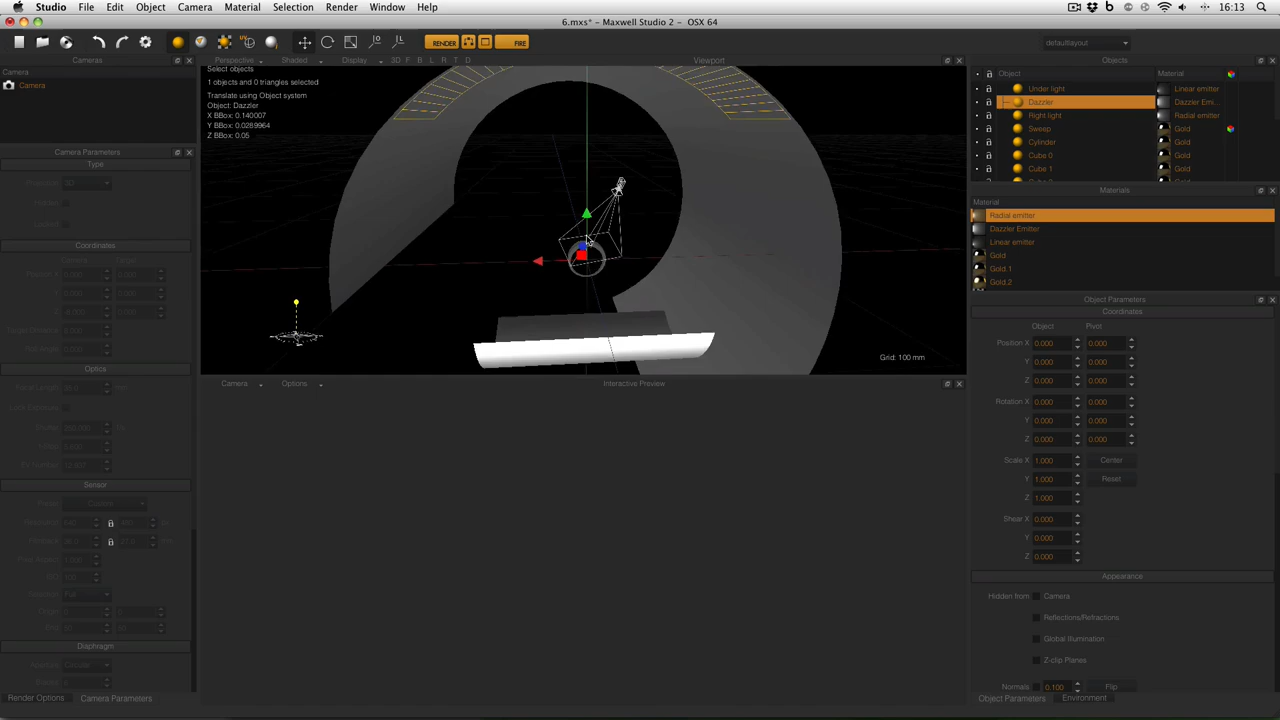 Studio File Edit Object Camera Material Selection Render Window Help 16:13
6.mxs* - Maxwell Studio 2 - OSX 64
RENDER FIRE defaultlayout
Cameras
Camera
Camera
Perspective Shaded Display 3D F B L R T D Viewport
Select objects
1 objects and 0 triangles selected
Translate using Object system
Object: Dazzler
X BBox: 0.140007
Y BBox: 0.0289964
Z BBox: 0.05
Grid: 100 mm
Objects
Object Material
Under light Linear emitter
Dazzler Dazzler Emi...
Right light Radial emitter
Sweep Gold
Cylinder Gold
Cube 0 Gold
Cube 1 Gold
Materials
Material
Radial emitter
Dazzler Emitter
Linear emitter
Gold
Gold.1
Gold.2
Camera Parameters
Type
Coordinates
Optics
Sensor
Diaphragm
Render Options Camera Parameters
Camera Options Interactive Preview
Object Parameters
Coordinates
Object Pivot
Position X 0.000 0.000
Y 0.000 0.000
Z 0.000 0.000
Rotation X 0.000 0.000
Y 0.000 0.000
Z 0.000 0.000
Scale X 1.000 Center
Y 1.000 Reset
Z 1.000
Shear X 0.000
Y 0.000
Z 0.000
Appearance
Hidden from Camera
Reflections/Refractions
Global Illumination
Z-clip Planes
Normals 0.100 Flip
Object Parameters Environment